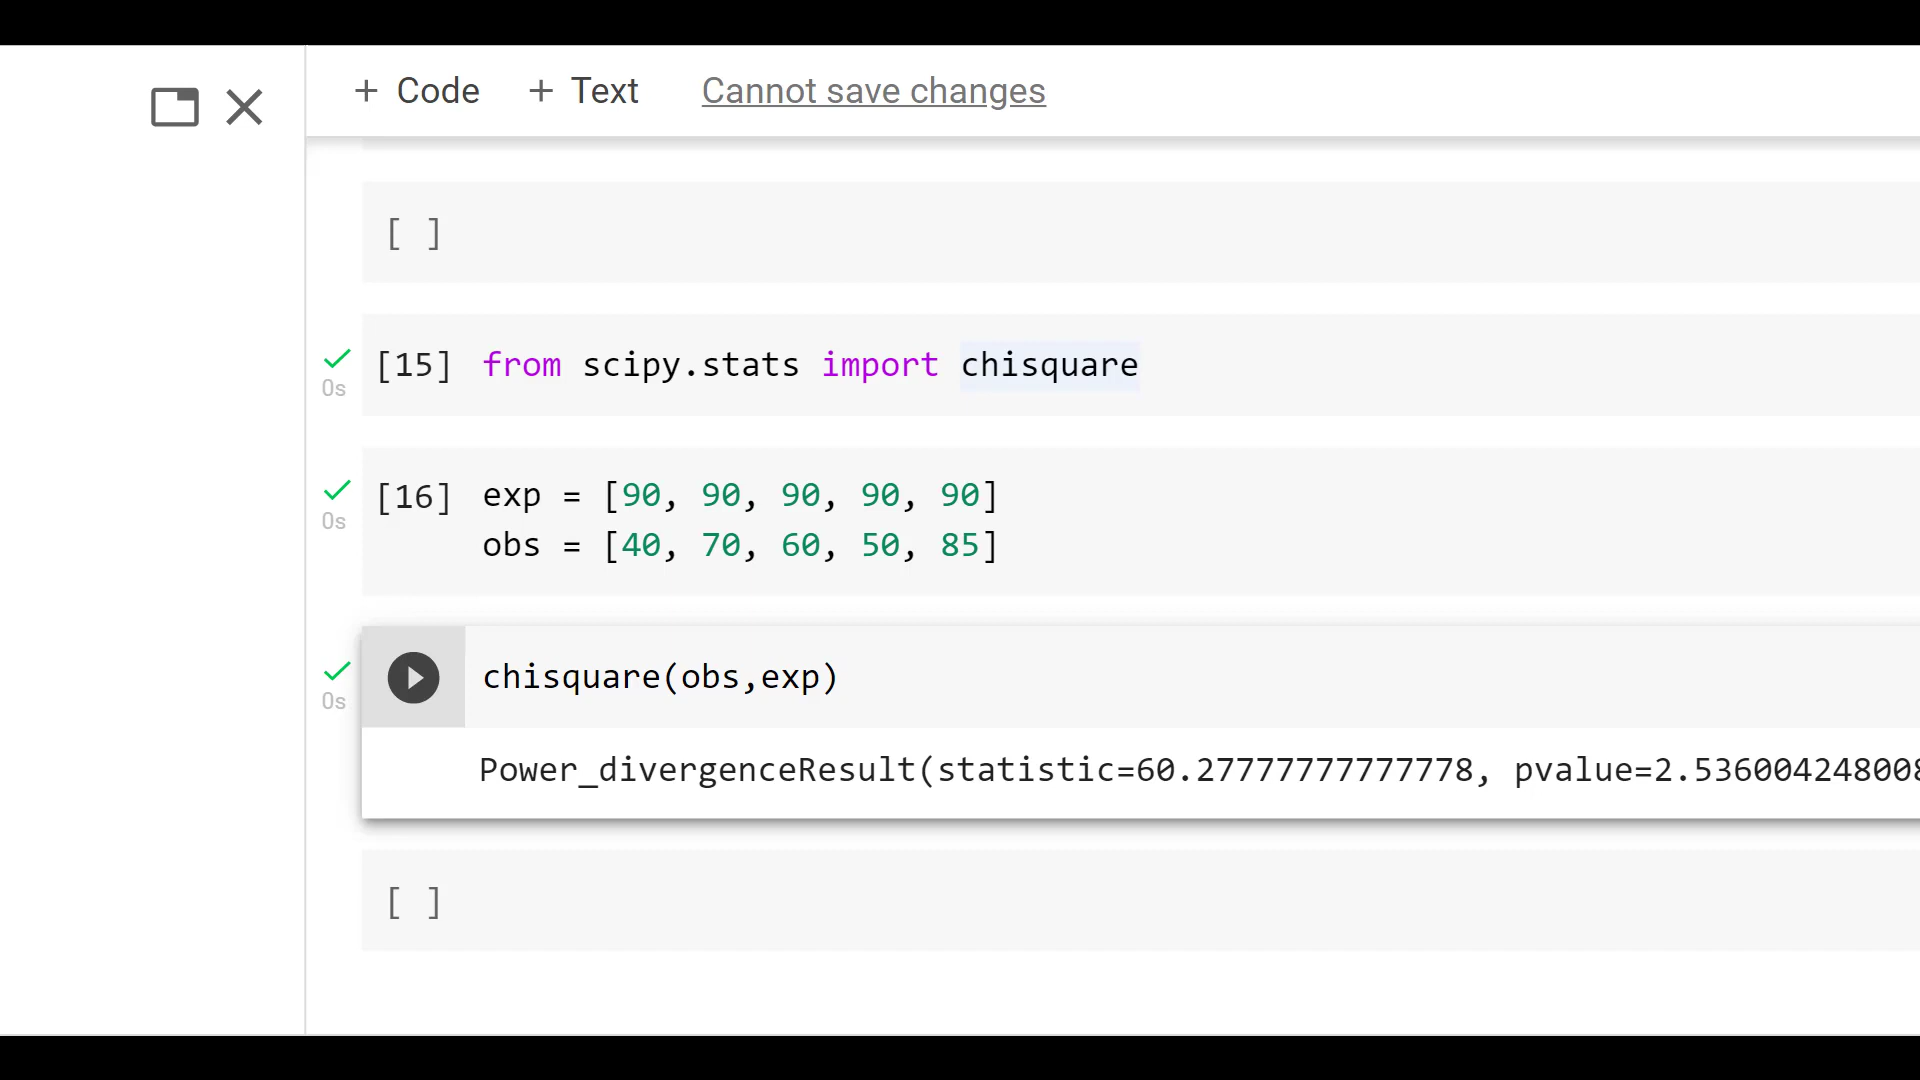 + Code + Text Cannot save changes
[ ]
[15] from scipy.stats import chisquare
0s
[16] exp = [90, 90, 90, 90, 90]
0s
obs = [40, 70, 60, 50, 85]
chisquare(obs,exp)
0s
Power_divergenceResult(statistic=60.27777777777778, pvalue=2.536004248008
[ ]